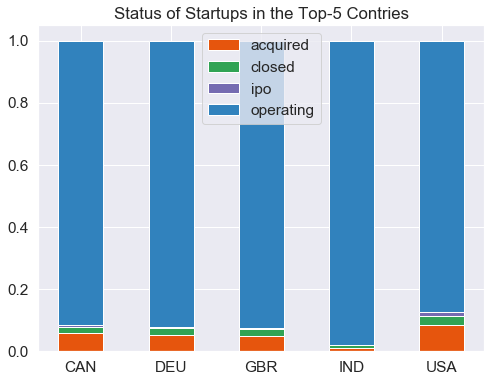 Status of Startups in the Top-5 Contries
1.0
0.8
0.6
0.4
0.2
0.0
acquired
closed
ipo
operating
CAN DEU GBR IND USA